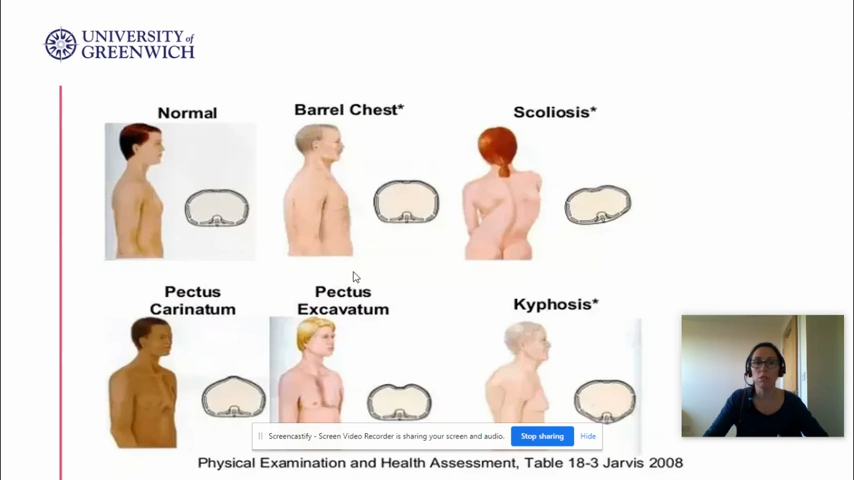 UNIVERSITY of
GREENWICH
Normal
Barrel Chest*
Scoliosis*
Pectus
Carinatum
Pectus
Excavatum
Kyphosis*
Screencastify - Screen Video Recorder is sharing your screen and audio.
Stop sharing
Hide
Physical Examination and Health Assessment, Table 18-3 Jarvis 2008